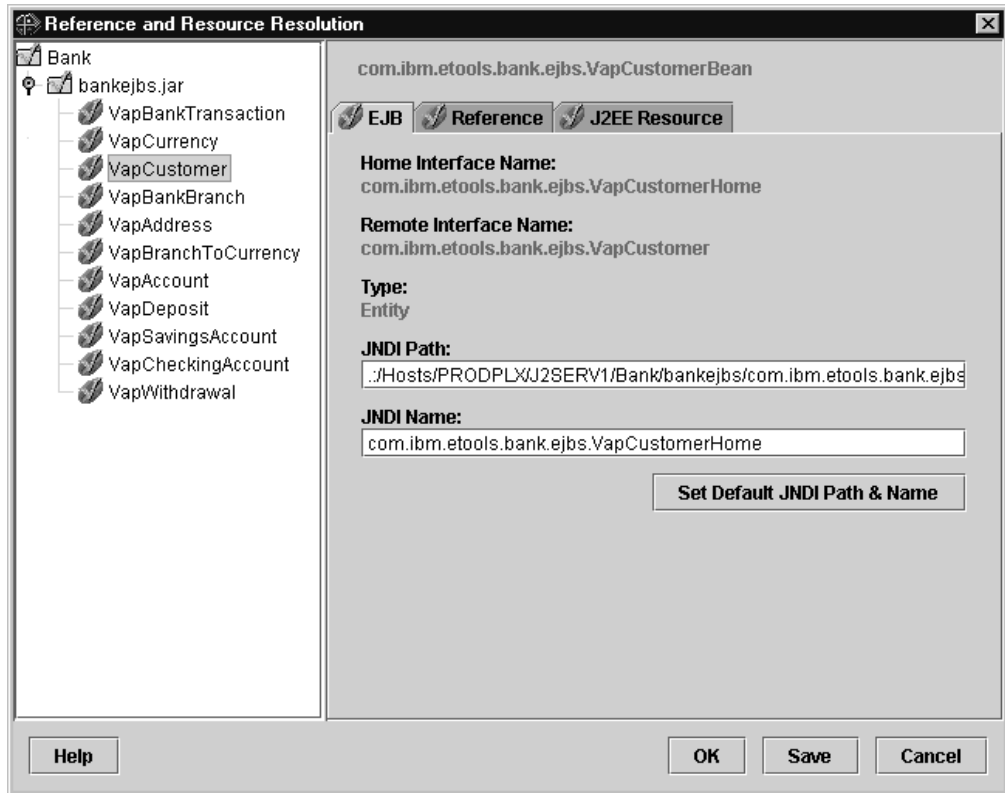 Reference and Resource Resolution
Bank
bankejbs.jar
VapBankTransaction
VapCurrency
VapCustomer
VapBankBranch
VapAddress
VapBranchToCurrency
VapAccount
VapDeposit
VapSavingsAccount
VapCheckingAccount
VapWithdrawal
com.ibm.etools.bank.ejbs.VapCustomerBean
EJB Reference J2EE Resource
Home Interface Name:
com.ibm.etools.bank.ejbs.VapCustomerHome
Remote Interface Name:
com.ibm.etools.bank.ejbs.VapCustomer
Type:
Entity
JNDI Path:
.:/Hosts/PRODPLX/J2SERV1/Bank/bankejbs/com.ibm.etools.bank.ejbs
JNDI Name:
com.ibm.etools.bank.ejbs.VapCustomerHome
Set Default JNDI Path & Name
Help OK Save Cancel